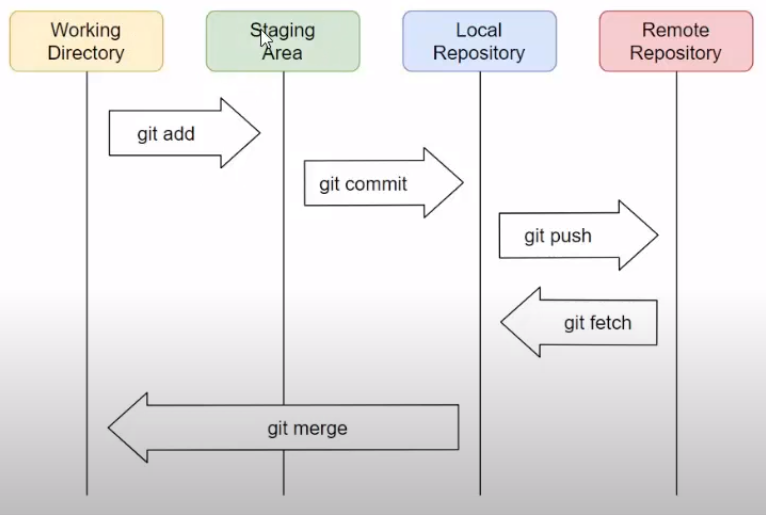 Working
Directory
Staging
Area
Local
Repository
Remote
Repository
git add
git commit
git push
git fetch
git merge